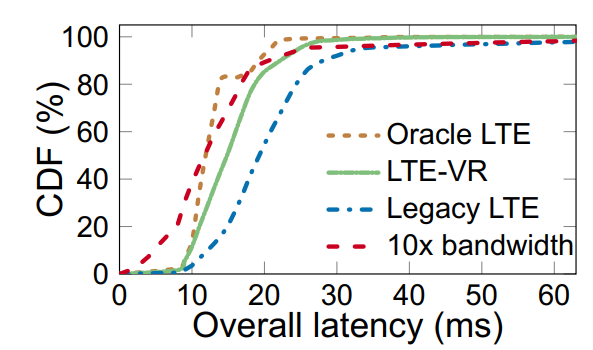 CDF (%)
100
80
60
40
20
0
Oracle LTE
LTE-VR
Legacy LTE
10x bandwidth
0 10 20 30 40 50 60
Overall latency (ms)